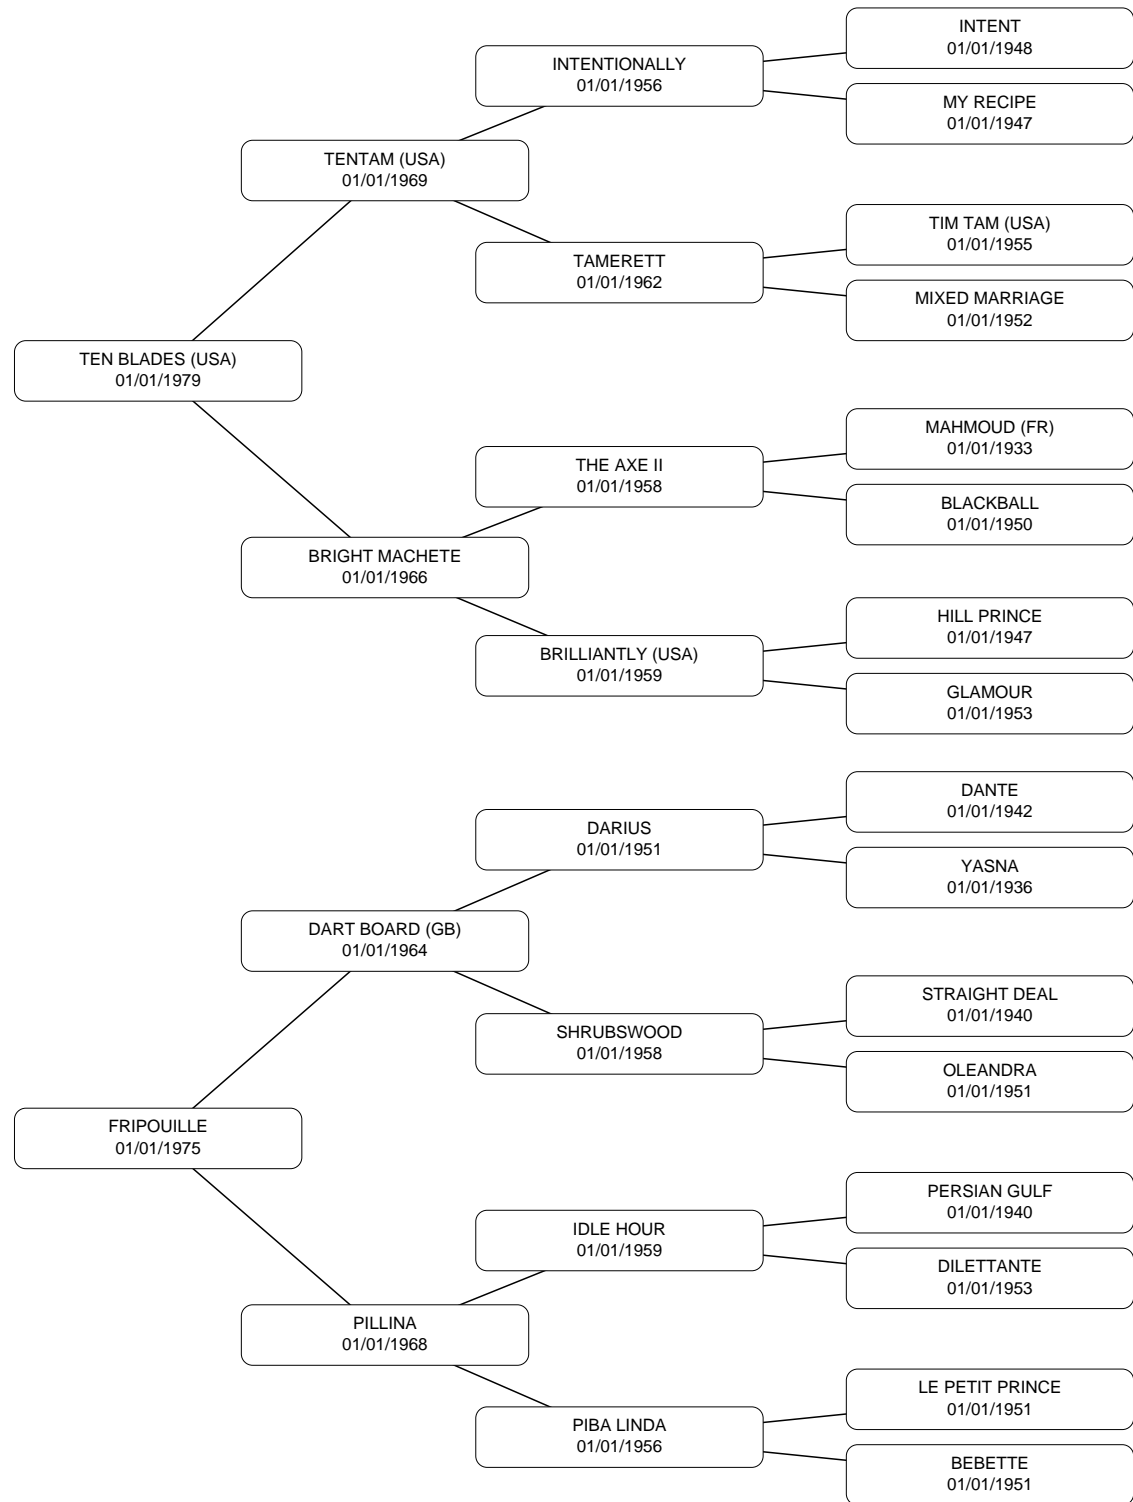 INTENT
01/01/1948
INTENTIONALLY
01/01/1956
MY RECIPE
01/01/1947
TENTAM (USA)
01/01/1969
TIM TAM (USA)
01/01/1955
TAMERETT
01/01/1962
MIXED MARRIAGE
01/01/1952
TEN BLADES (USA)
01/01/1979
MAHMOUD (FR)
01/01/1933
THE AXE II
01/01/1958
BLACKBALL
01/01/1950
BRIGHT MACHETE
01/01/1966
HILL PRINCE
01/01/1947
BRILLIANTLY (USA)
01/01/1959
GLAMOUR
01/01/1953
DANTE
01/01/1942
DARIUS
01/01/1951
YASNA
01/01/1936
DART BOARD (GB)
01/01/1964
STRAIGHT DEAL
01/01/1940
SHRUBSWOOD
01/01/1958
OLEANDRA
01/01/1951
FRIPOUILLE
01/01/1975
PERSIAN GULF
01/01/1940
IDLE HOUR
01/01/1959
DILETTANTE
01/01/1953
PILLINA
01/01/1968
LE PETIT PRINCE
01/01/1951
PIBA LINDA
01/01/1956
BEBETTE
01/01/1951